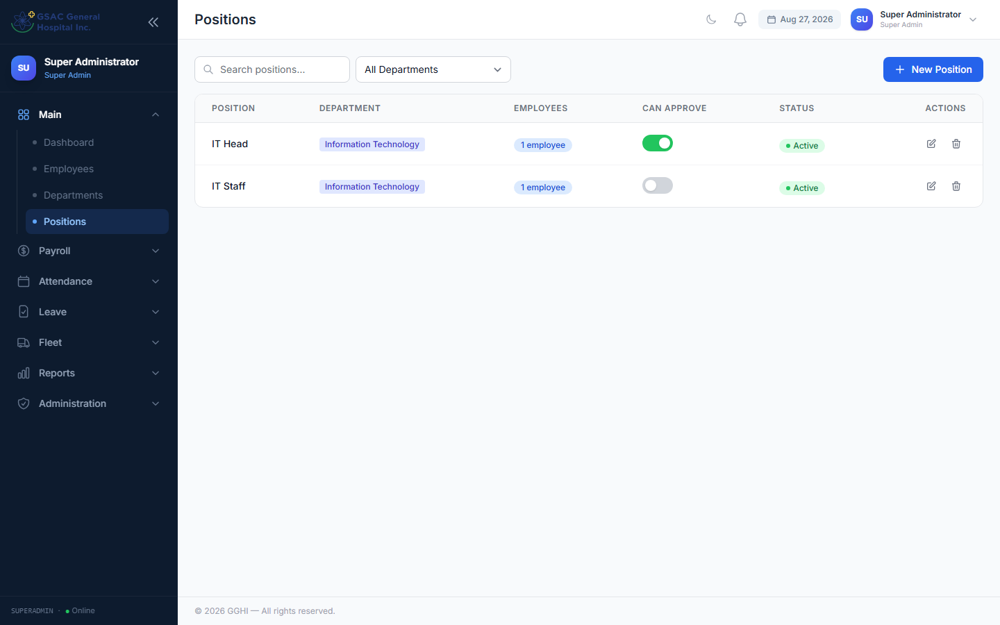 GSAC General
Hospital Inc.
SU
Super Administrator
Super Admin
Main
Dashboard
Employees
Departments
Positions
Payroll
Attendance
Leave
Fleet
Reports
Administration
SUPERADMIN · Online
Positions
Aug 27, 2026
SU
Super Administrator
Super Admin
Search positions...
All Departments
New Position
POSITION DEPARTMENT EMPLOYEES CAN APPROVE STATUS ACTIONS
IT Head Information Technology 1 employee Active
IT Staff Information Technology 1 employee Active
© 2026 GGHI — All rights reserved.